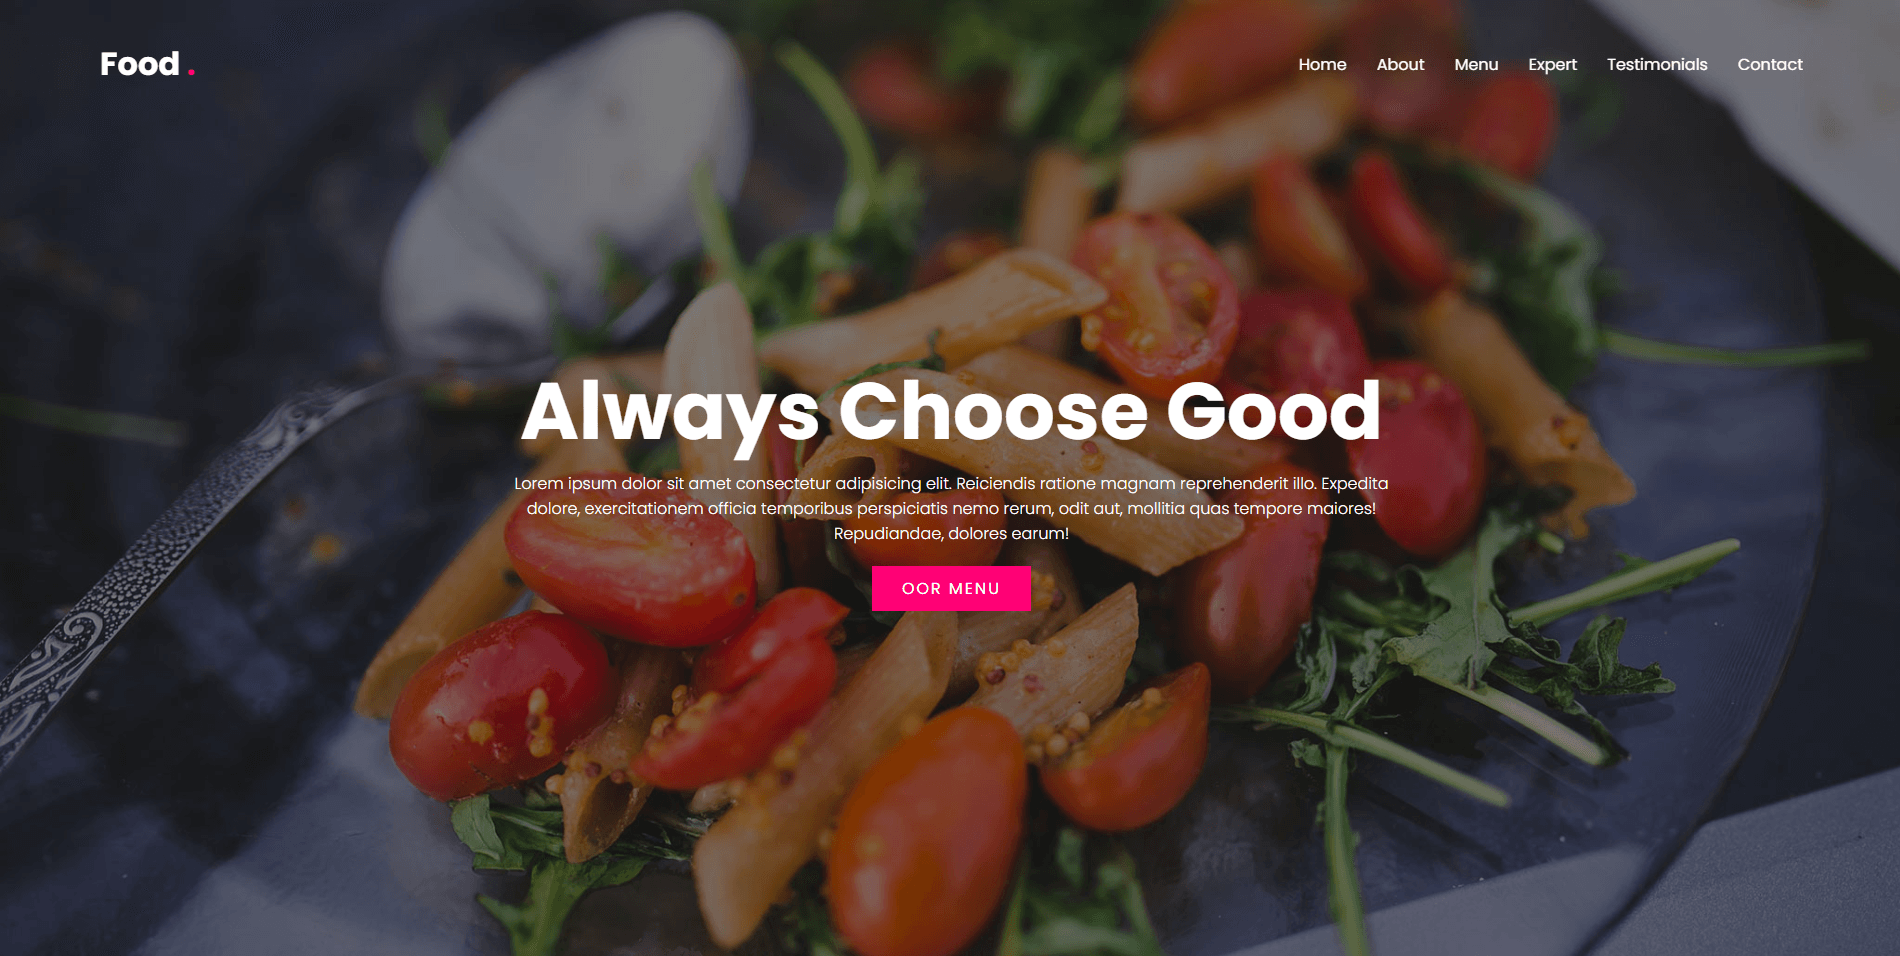 Food .
Home About Menu Expert Testimonials Contact
Always Choose Good
Lorem ipsum dolor sit amet consectetur adipisicing elit. Reiciendis ratione magnam reprehenderit illo. Expedita
dolore, exercitationem officia temporibus perspiciatis nemo rerum, odit aut, mollitia quas tempore maiores!
Repudiandae, dolores earum!
OOR MENU